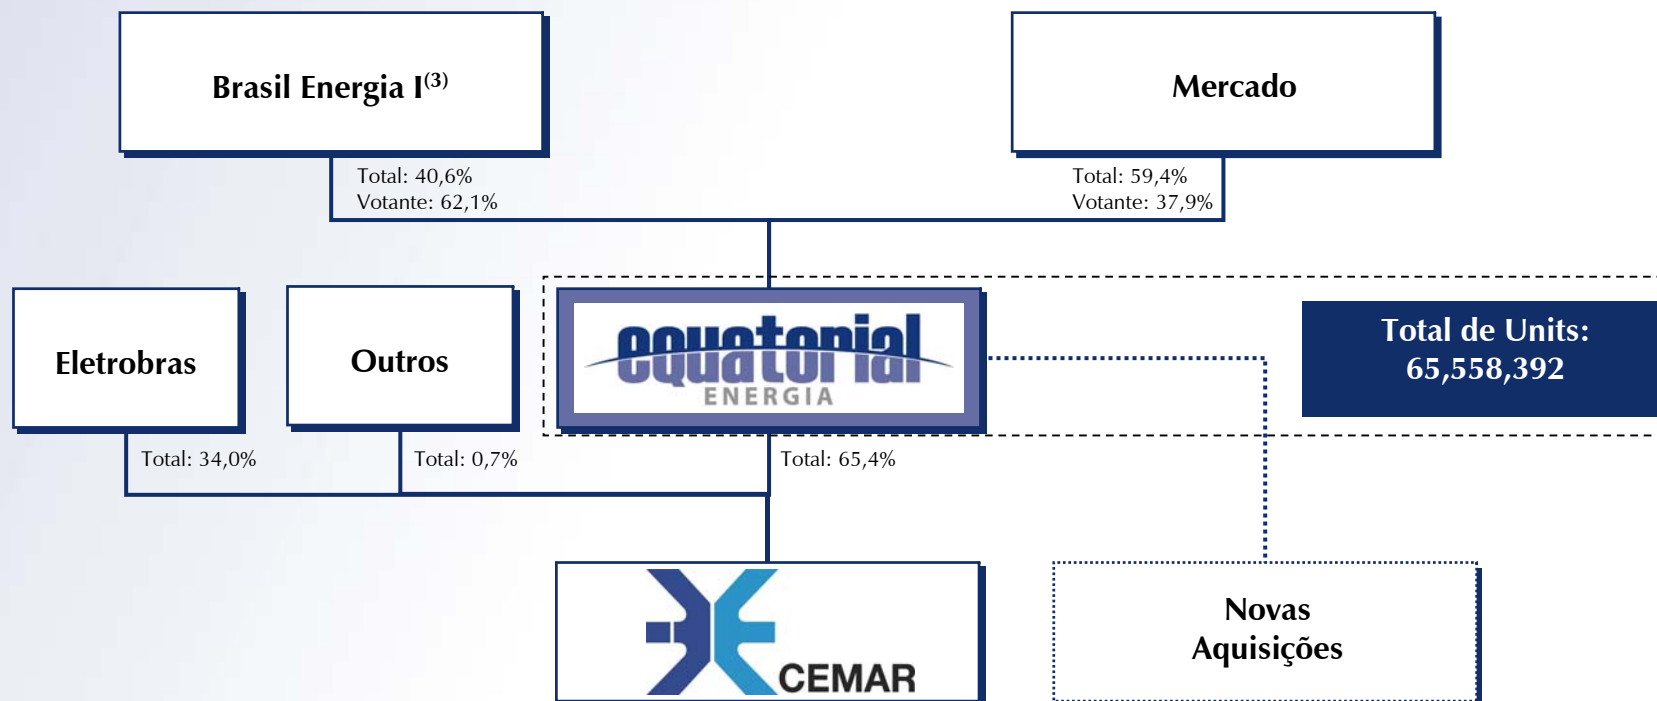 Brasil Energia I(3)
Mercado
Total: 40,6%
Votante: 62,1%
Total: 59,4%
Votante: 37,9%
Eletrobras
Outros
equatorial
ENERGIA
Total de Units:
65,558,392
Total: 34,0%
Total: 0,7%
Total: 65,4%
CEMAR
Novas
Aquisições